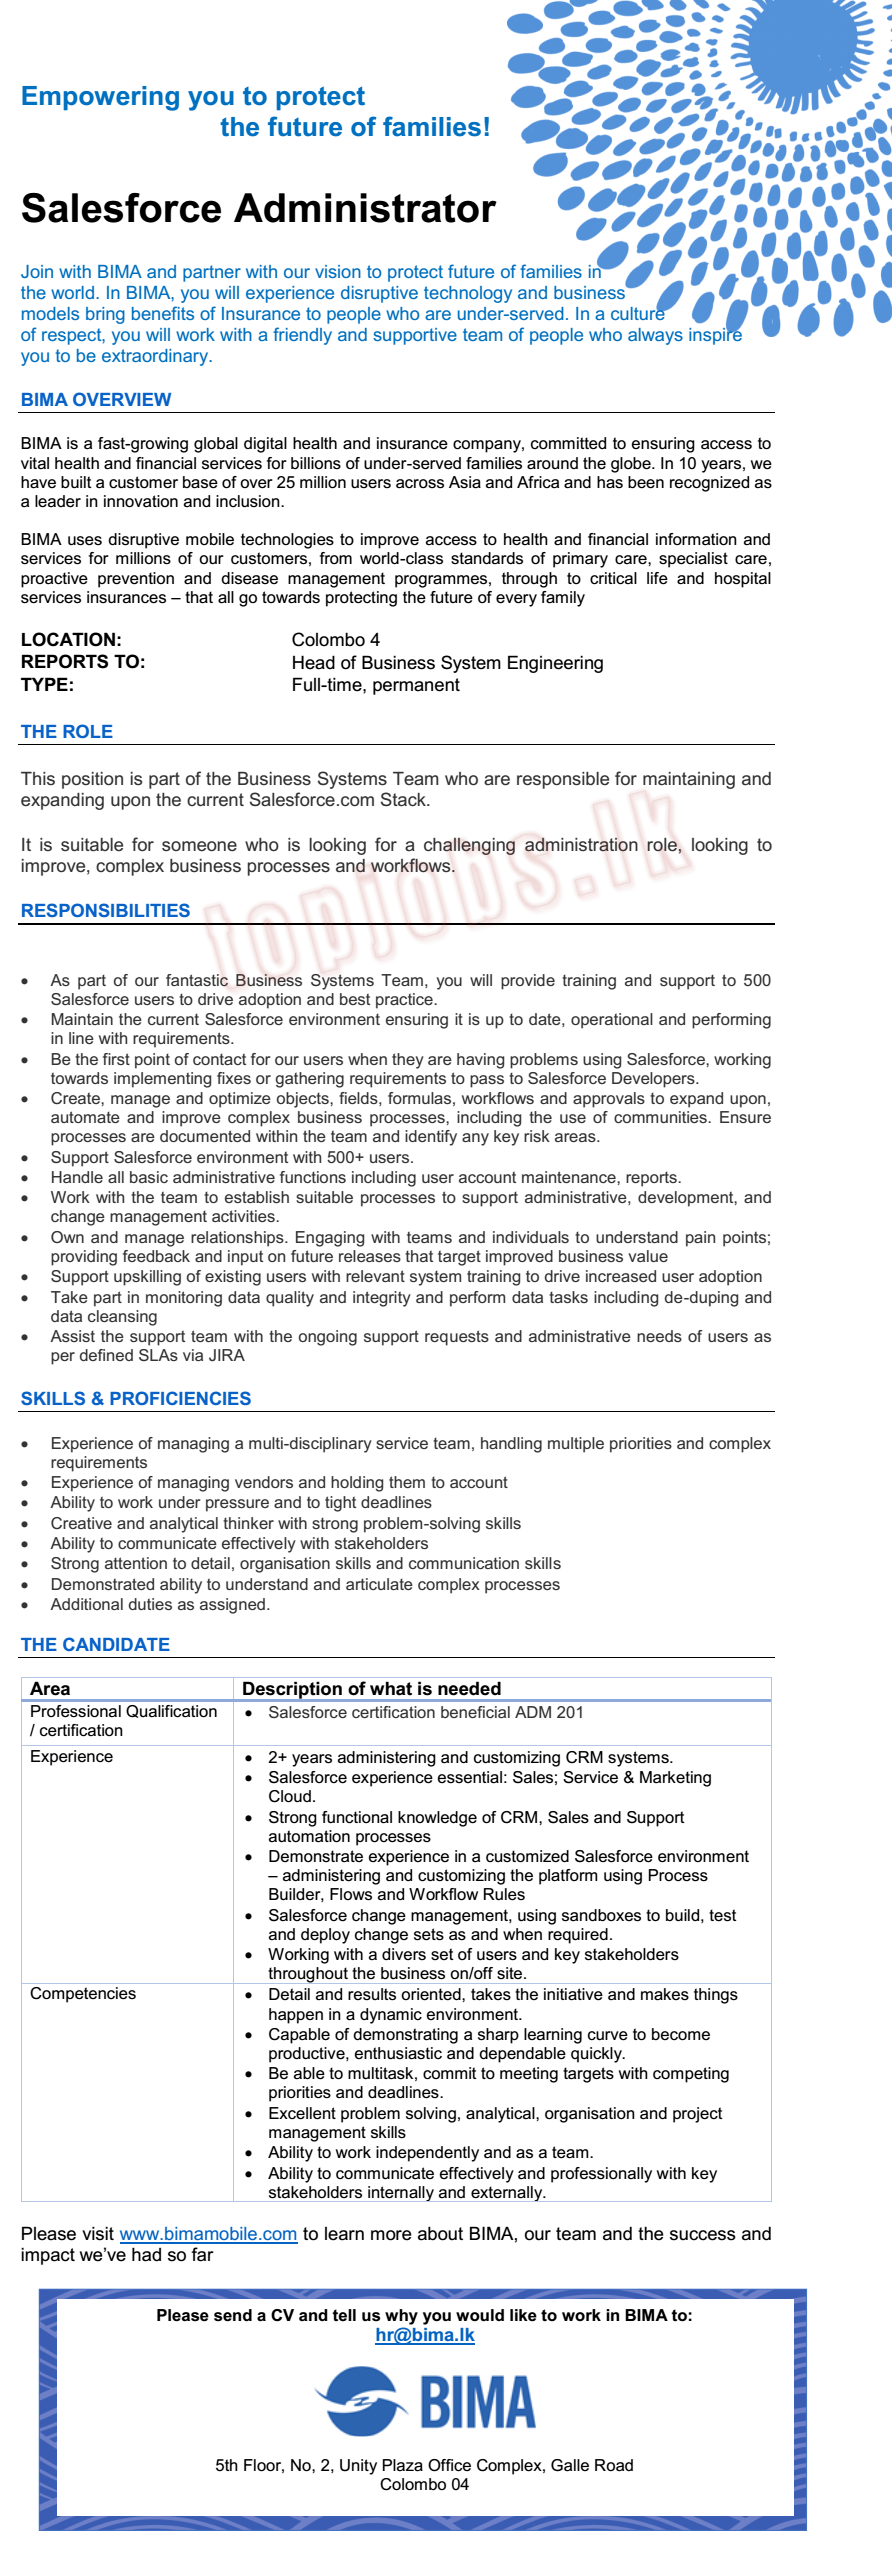 Empowering you to protect
the future of families!
Salesforce Administrator
Join with BIMA and partner with our vision to protect future of families in
the world. In BIMA, you will experience disruptive technology and business
models bring benefits of Insurance to people who are under-served. In a culture
of respect, you will work with a friendly and supportive team of people who always inspire
you to be extraordinary.
BIMA OVERVIEW
BIMA is a fast-growing global digital health and insurance company, committed to ensuring access to
vital health and financial services for billions of under-served families around the globe. In 10 years, we
have built a customer base of over 25 million users across Asia and Africa and has been recognized as
a leader in innovation and inclusion.
BIMA uses disruptive mobile technologies to improve access to health and financial information and
services for millions of our customers, from world-class standards of primary care, specialist care,
proactive prevention and disease management programmes, through to critical life and hospital
services insurances – that all go towards protecting the future of every family
LOCATION: Colombo 4
REPORTS TO: Head of Business System Engineering
TYPE: Full-time, permanent
THE ROLE
This position is part of the Business Systems Team who are responsible for maintaining and
expanding upon the current Salesforce.com Stack.
It is suitable for someone who is looking for a challenging administration role, looking to
improve, complex business processes and workflows.
topjobs.lk
RESPONSIBILITIES
• As part of our fantastic Business Systems Team, you will provide training and support to 500
Salesforce users to drive adoption and best practice.
• Maintain the current Salesforce environment ensuring it is up to date, operational and performing
in line with requirements.
• Be the first point of contact for our users when they are having problems using Salesforce, working
towards implementing fixes or gathering requirements to pass to Salesforce Developers.
• Create, manage and optimize objects, fields, formulas, workflows and approvals to expand upon,
automate and improve complex business processes, including the use of communities. Ensure
processes are documented within the team and identify any key risk areas.
• Support Salesforce environment with 500+ users.
• Handle all basic administrative functions including user account maintenance, reports.
• Work with the team to establish suitable processes to support administrative, development, and
change management activities.
• Own and manage relationships. Engaging with teams and individuals to understand pain points;
providing feedback and input on future releases that target improved business value
• Support upskilling of existing users with relevant system training to drive increased user adoption
• Take part in monitoring data quality and integrity and perform data tasks including de-duping and
data cleansing
• Assist the support team with the ongoing support requests and administrative needs of users as
per defined SLAs via JIRA
SKILLS & PROFICIENCIES
• Experience of managing a multi-disciplinary service team, handling multiple priorities and complex
requirements
• Experience of managing vendors and holding them to account
• Ability to work under pressure and to tight deadlines
• Creative and analytical thinker with strong problem-solving skills
• Ability to communicate effectively with stakeholders
• Strong attention to detail, organisation skills and communication skills
• Demonstrated ability to understand and articulate complex processes
• Additional duties as assigned.
THE CANDIDATE
Area Description of what is needed
Professional Qualification
/ certification
• Salesforce certification beneficial ADM 201
Experience
• 2+ years administering and customizing CRM systems.
• Salesforce experience essential: Sales; Service & Marketing
Cloud.
• Strong functional knowledge of CRM, Sales and Support
automation processes
• Demonstrate experience in a customized Salesforce environment
– administering and customizing the platform using Process
Builder, Flows and Workflow Rules
• Salesforce change management, using sandboxes to build, test
and deploy change sets as and when required.
• Working with a divers set of users and key stakeholders
throughout the business on/off site.
Competencies
• Detail and results oriented, takes the initiative and makes things
happen in a dynamic environment.
• Capable of demonstrating a sharp learning curve to become
productive, enthusiastic and dependable quickly.
• Be able to multitask, commit to meeting targets with competing
priorities and deadlines.
• Excellent problem solving, analytical, organisation and project
management skills
• Ability to work independently and as a team.
• Ability to communicate effectively and professionally with key
stakeholders internally and externally.
Please visit www.bimamobile.com to learn more about BIMA, our team and the success and
impact we’ve had so far
Please send a CV and tell us why you would like to work in BIMA to:
hr@bima.lk
BIMA
5th Floor, No, 2, Unity Plaza Office Complex, Galle Road
Colombo 04